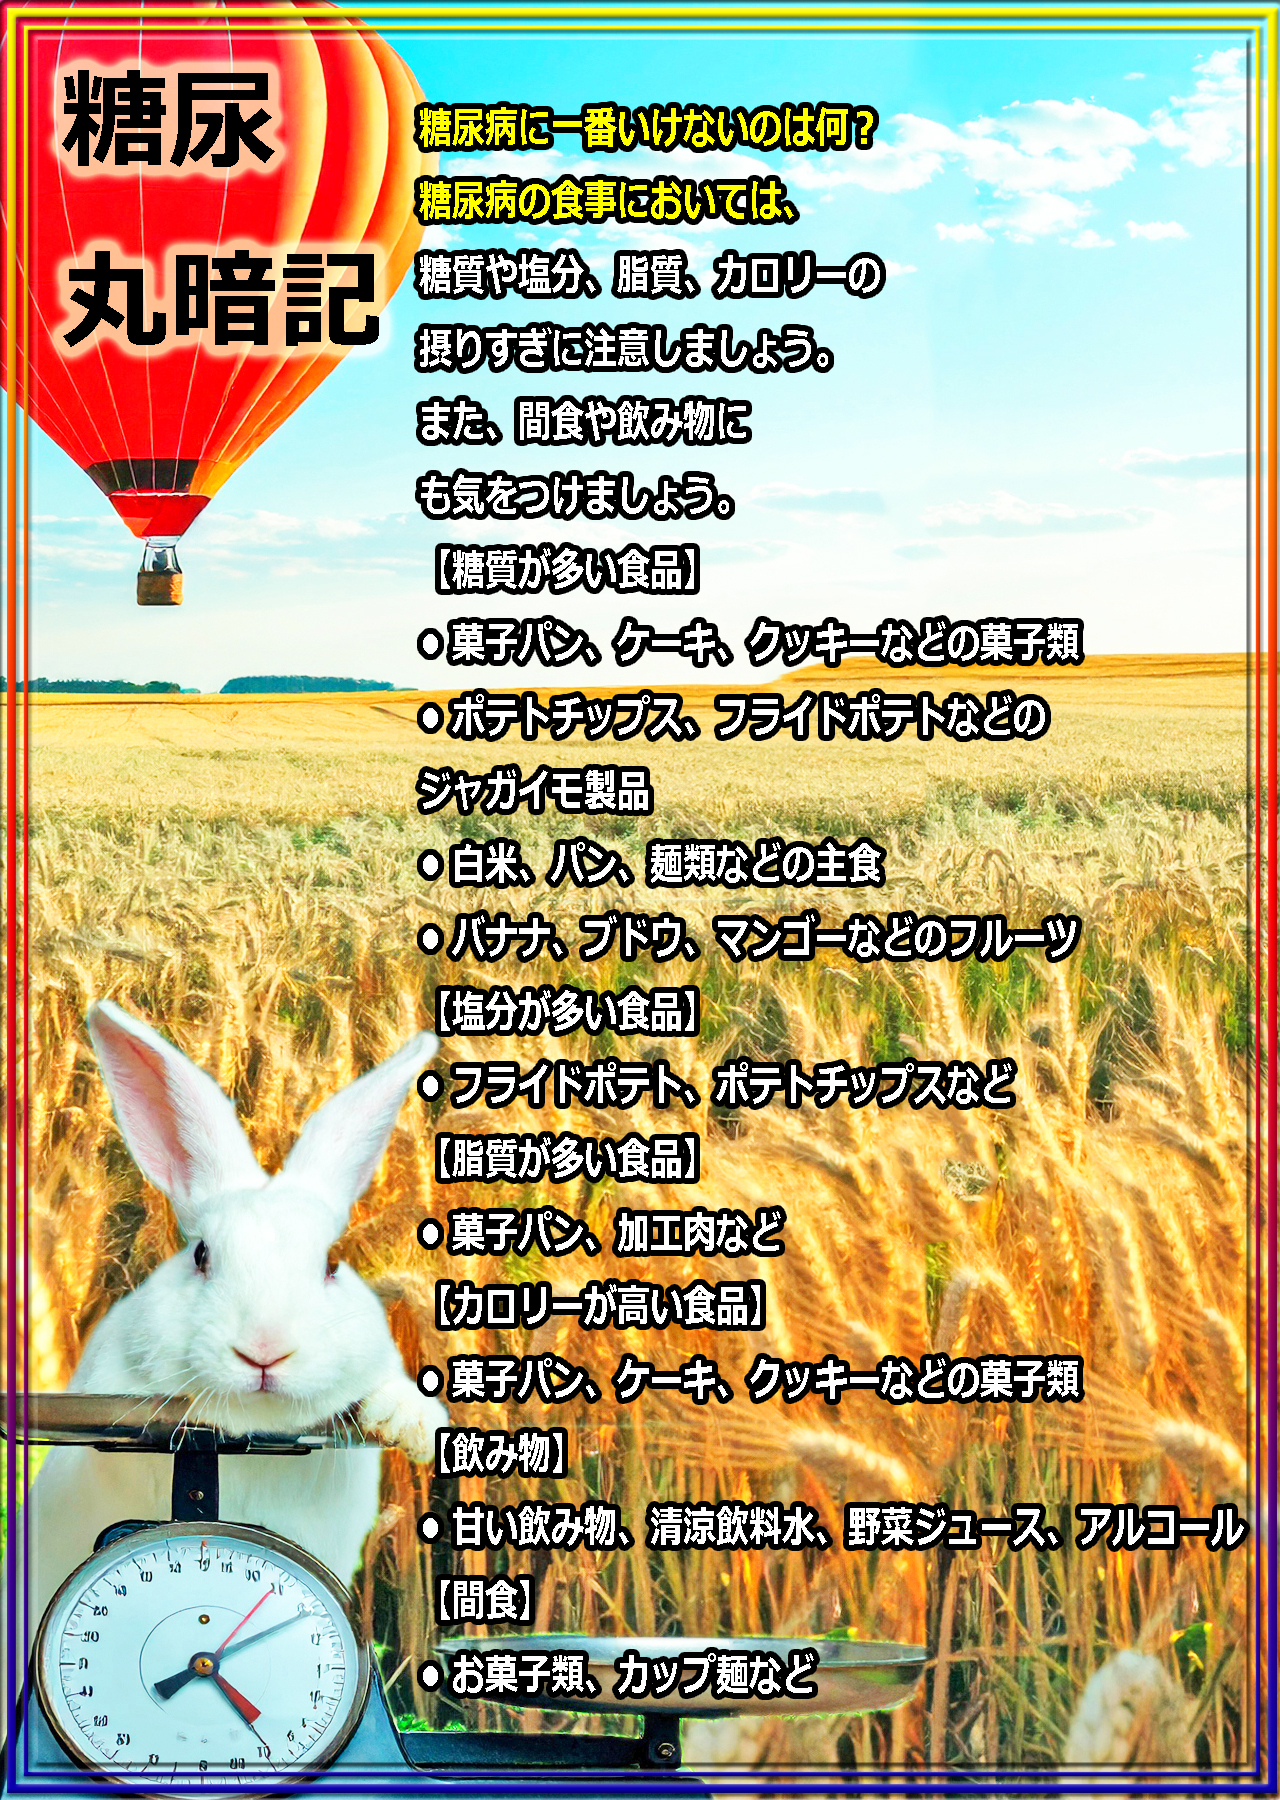 糖尿
丸暗記
糖尿病に一番いけないのは何？
糖尿病の食事においては、
糖質や塩分、脂質、カロリーの
摂りすぎに注意しましょう。
また、間食や飲み物に
も気をつけましょう。
【糖質が多い食品】
• 菓子パン、ケーキ、クッキーなどの菓子類
• ポテトチップス、フライドポテトなどの
ジャガイモ製品
• 白米、パン、麺類などの主食
• バナナ、ブドウ、マンゴーなどのフルーツ
【塩分が多い食品】
• フライドポテト、ポテトチップスなど
【脂質が多い食品】
• 菓子パン、加工肉など
【カロリーが高い食品】
• 菓子パン、ケーキ、クッキーなどの菓子類
【飲み物】
• 甘い飲み物、清涼飲料水、野菜ジュース、アルコール
【間食】
• お菓子類、カップ麺など